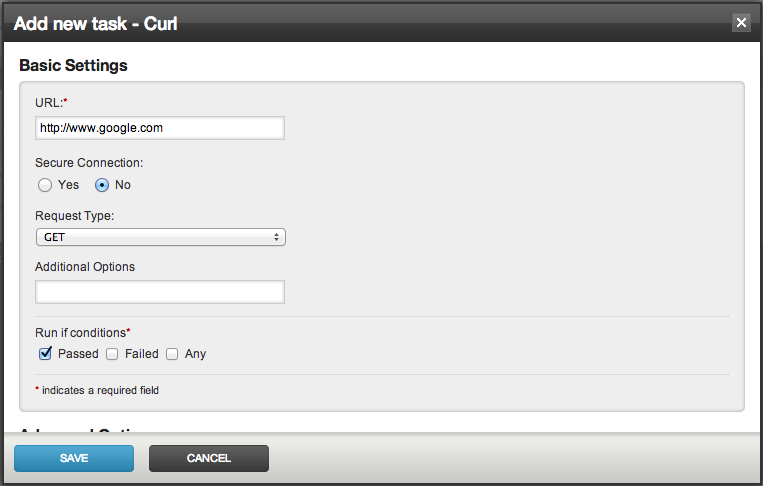 Add new task - Curl
Basic Settings
URL:*
http://www.google.com
Secure Connection:
Yes No
Request Type:
GET
Additional Options
Run if conditions*
Passed Failed Any
* indicates a required field
SAVE CANCEL